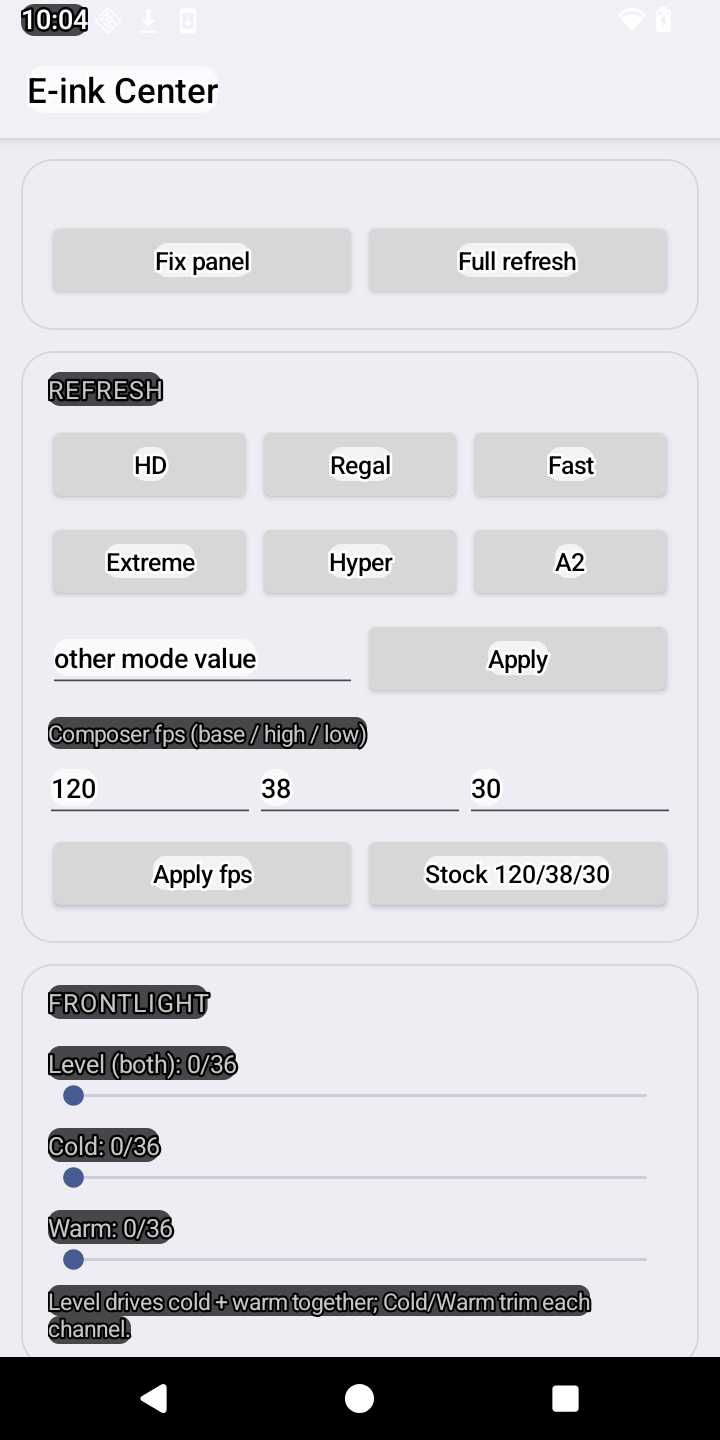 10:04
E-ink Center
Fix panel
Full refresh
REFRESH
HD
Regal
Fast
Extreme
Hyper
A2
other mode value
Apply
Composer fps (base / high / low)
120
38
30
Apply fps
Stock 120/38/30
FRONTLIGHT
Level (both): 0/36
Cold: 0/36
Warm: 0/36
Level drives cold + warm together; Cold/Warm trim each
channel.